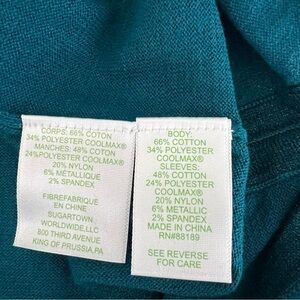 CORPS: 66% COTON
34% POLYESTER COOLMAX®
MANCHES: 48% COTON
24% POLYESTER COOLMAX®
20% NYLON
6% METALLIQUE
2% SPANDEX
FIBREFABRIQUE
EN CHINE
SUGARTOWN
WORLDWIDE,LLC
800 THIRD AVENUE
KING OF PRUSSIA,PA
BODY:
66% COTTON
34% POLYESTER
COOLMAX®
SLEEVES:
48% COTTON
24% POLYESTER
COOLMAX®
20% NYLON
6% METALLIC
2% SPANDEX
MADE IN CHINA
RN#88189
SEE REVERSE
FOR CARE